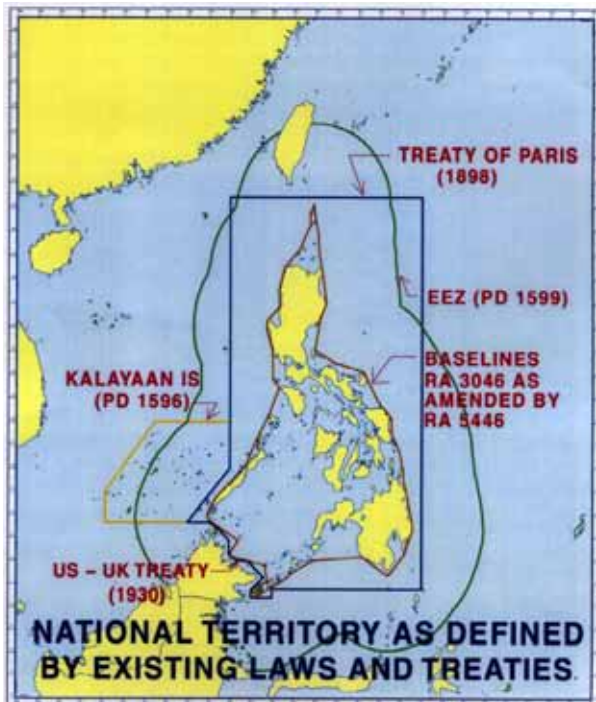 TREATY OF PARIS
(1898)
EEZ (PD 1599)
BASELINES
RA 3046 AS
AMENDED BY
RA 5446
KALAYAAN IS
(PD 1596)
US – UK TREATY
(1930)
NATIONAL TERRITORY AS DEFINED
BY EXISTING LAWS AND TREATIES.